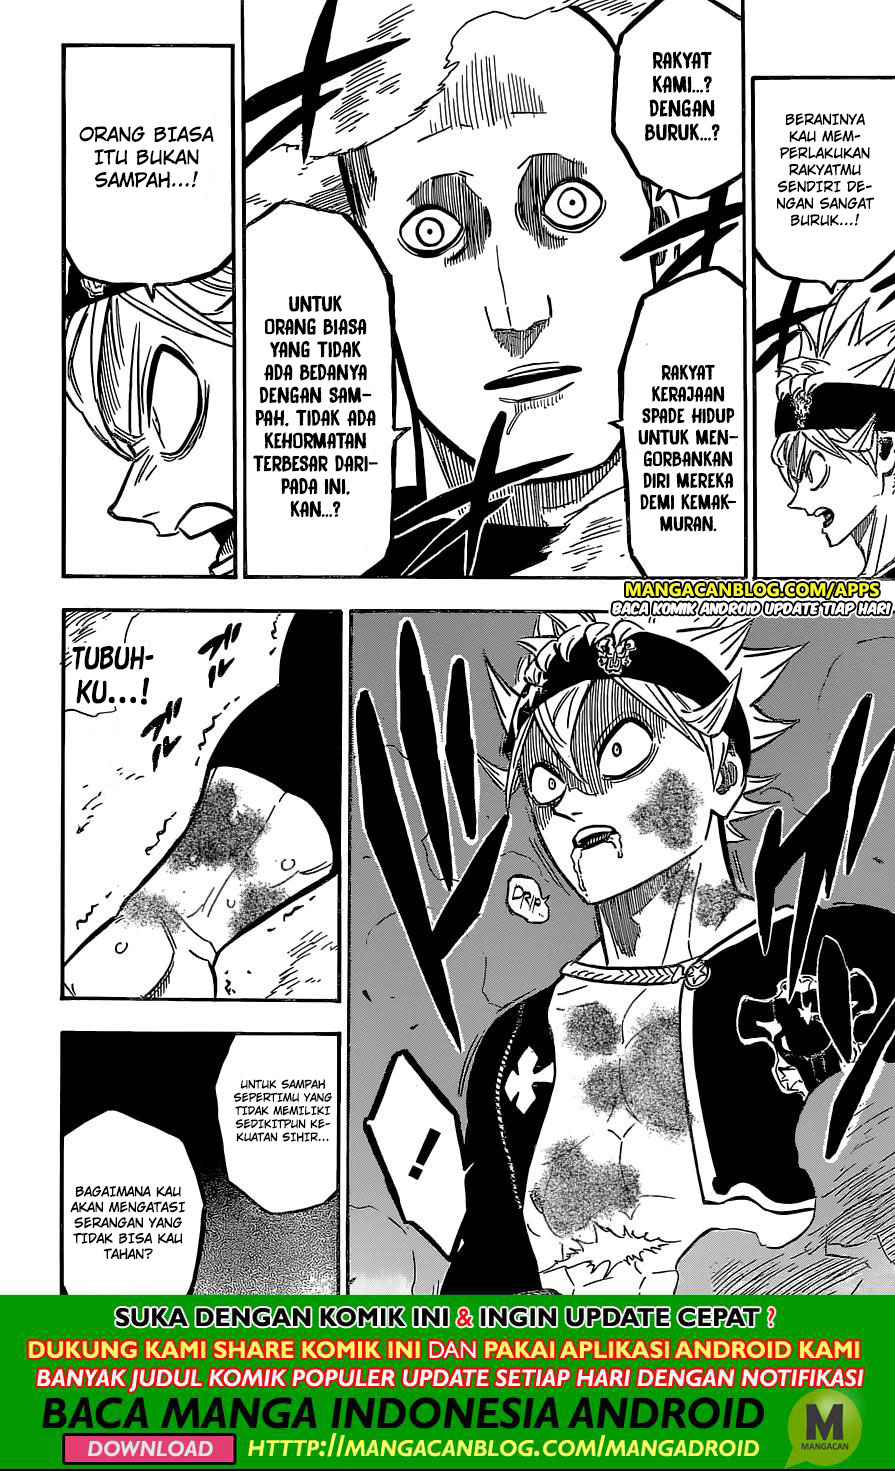 BERANINYA
KAU MEM-
PERLAKUKAN
RAKYATMU
SENDIRI DE-
NGAN SANGAT
BURUK...!
RAKYAT
KAMI...?
DENGAN
BURUK...?
RAKYAT
KERAJAAN
SPADE HIDUP
UNTUK MEN-
GORBANKAN
DIRI MEREKA
DEMI KEMAK-
MURAN.
UNTUK
ORANG BIASA
YANG TIDAK
ADA BEDANYA
DENGAN SAM-
PAH, TIDAK ADA
KEHORMATAN
TERBESAR DARI-
PADA INI,
KAN...?
ORANG BIASA
ITU BUKAN
SAMPAH...!
MANGACANBLOG.COM/APPS
BACA KOMIK ANDROID UPDATE TIAP HARI
DRIP..
!
TUBUH-
KU...!
ズル
ズル
UNTUK SAMPAH
SEPERTIMU YANG
TIDAK MEMILIKI
SEDIKITPUN KE-
KUATAN SIHIR...
BAGAIMANA KAU
AKAN MENGATASI
SERANGAN YANG
TIDAK BISA KAU
TAHAN?
SUKA DENGAN KOMIK INI & INGIN UPDATE CEPAT ?
DUKUNG KAMI SHARE KOMIK INI DAN PAKAI APLIKASI ANDROID KAMI
BANYAK JUDUL KOMIK POPULER UPDATE SETIAP HARI DENGAN NOTIFIKASI
BACA MANGA INDONESIA ANDROID
DOWNLOAD HTTTP://MANGACANBLOG.COM/MANGADROID
M
MANGACAN